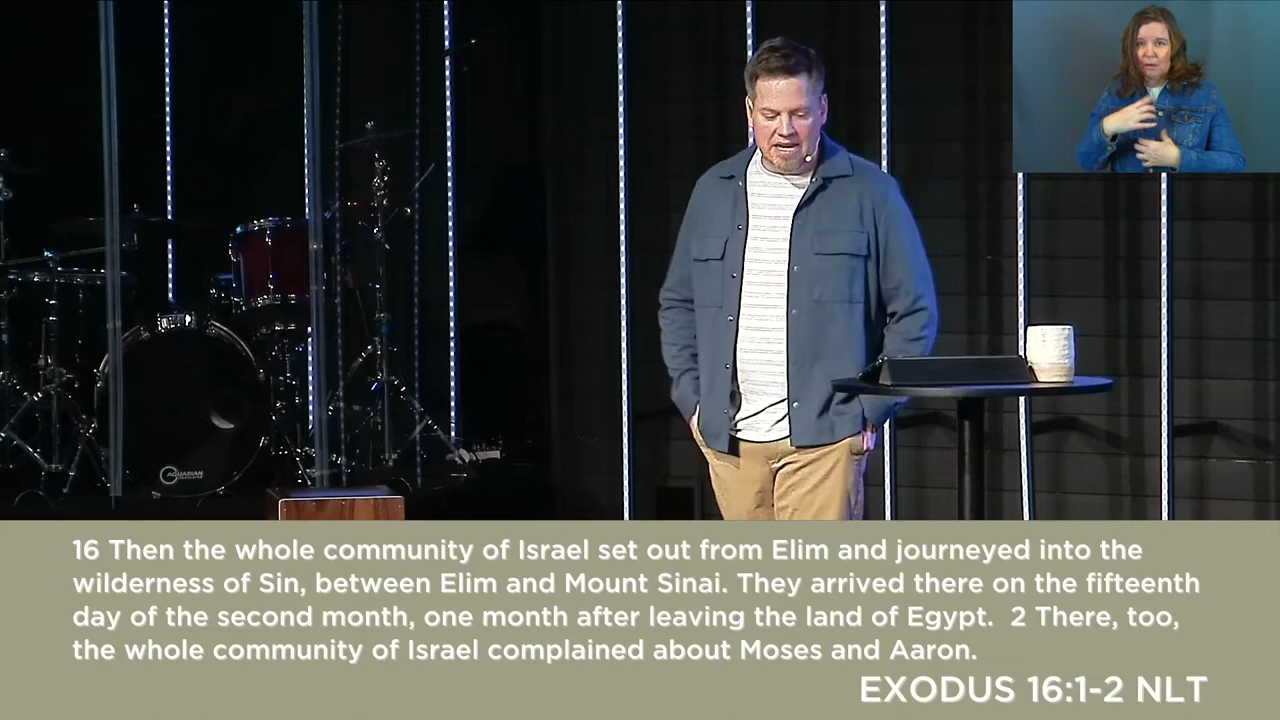 AQUARIAN
16 Then the whole community of Israel set out from Elim and journeyed into the
wilderness of Sin, between Elim and Mount Sinai. They arrived there on the fifteenth
day of the second month, one month after leaving the land of Egypt.  2 There, too,
the whole community of Israel complained about Moses and Aaron.
EXODUS 16:1-2 NLT